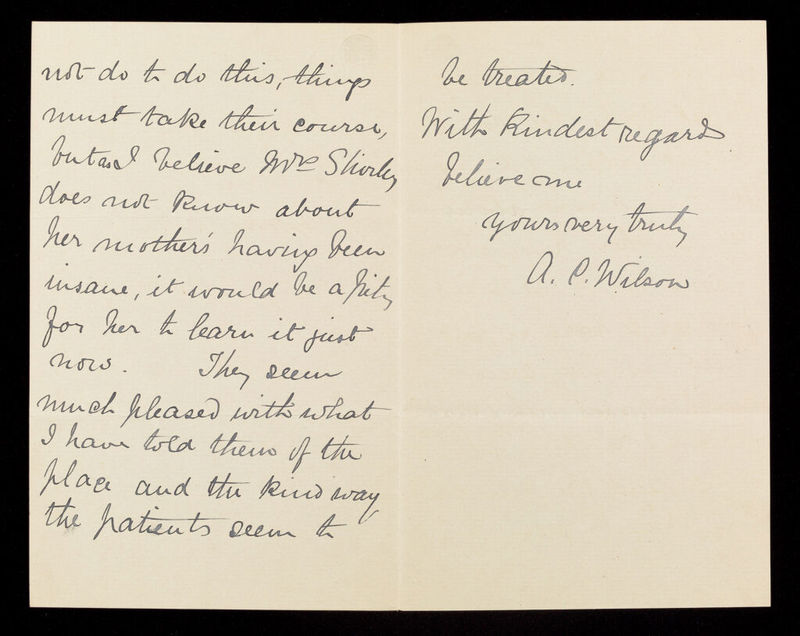 not do to do this, things
must take their course,
but as I believe Mrs Shorley
does not know about
her mother's having been
insane, it would be a pity
for her to learn it just
now. They seem
much pleased with what
I have told them of the
place and the kind way
the patients seem to
be treated.
With kindest regards
believe me
yours very truly
A. C. Wilson